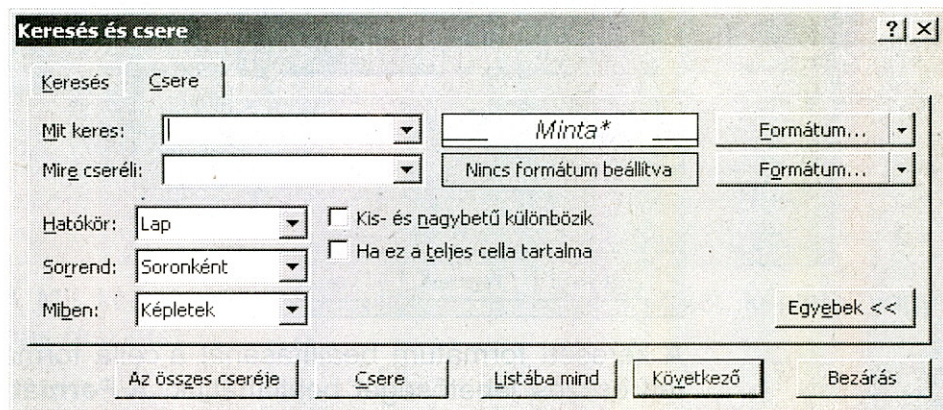 Keresés és csere ? ×
Keresés Csere
Mit keres: Minta* Formátum...
Mire cseréli: Nincs formátum beállítva Formátum...
Hatókör: Lap Kis- és nagybetű különbözik
Ha ez a teljes cella tartalma
Sorrend: Soronként
Miben: Képletek Egyebek <<
Az összes cseréje Csere Listába mind Következő Bezárás